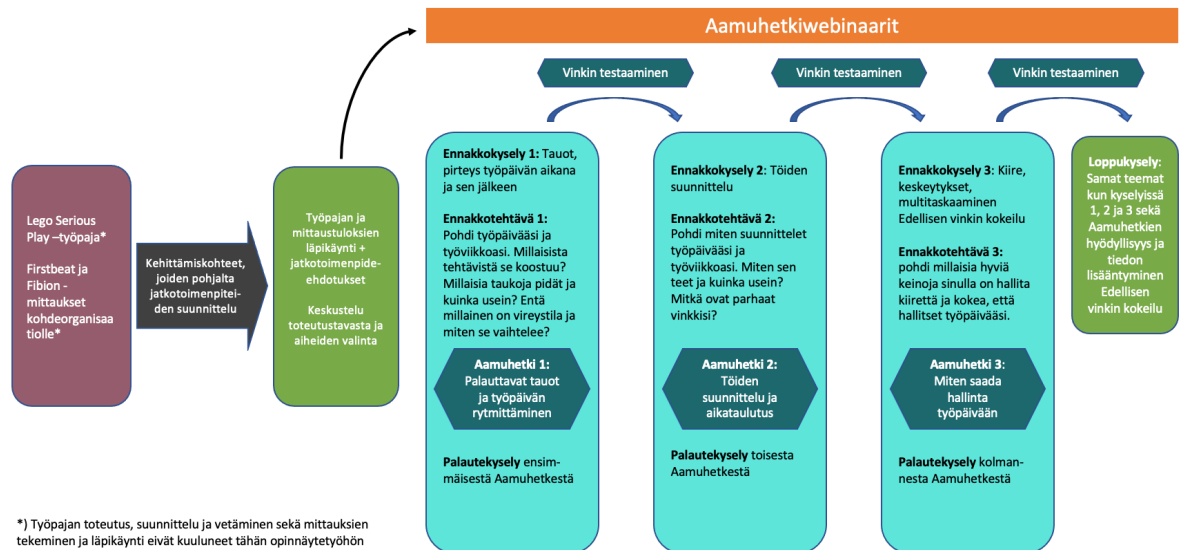 Aamuhetkiwebinaarit
Vinkin testaaminen
Vinkin testaaminen
Vinkin testaaminen
Lego Serious
Play –työpaja*
Firstbeat ja
Fibion -
mittaukset
kohdeorganisaa
tiolle*
Kehittämiskohteet,
joiden pohjalta
jatkotoimenpitei-
den suunnittelu
Työpajan ja
mittaustuloksien
läpikäynti +
jatkotoimenpide-
ehdotukset
Keskustelu
toteutustavasta ja
aiheiden valinta
Ennakkokysely 1: Tauot,
pirteys työpäivän aikana
ja sen jälkeen
Ennakkotehtävä 1:
Pohdi työpäivääsi ja
työviikkoasi. Millaisista
tehtävistä se koostuu?
Millaisia taukoja pidät ja
kuinka usein? Entä
millainen on vireystila ja
miten se vaihtelee?
Aamuhetki 1:
Palauttavat tauot
ja työpäivän
rytmittäminen
Palautekysely ensim-
mäisestä Aamuhetkestä
Ennakkokysely 2: Töiden
suunnittelu
Ennakkotehtävä 2:
Pohdi miten suunnittelet
työpäivääsi ja
työviikkoasi. Miten sen
teet ja kuinka usein?
Mitkä ovat parhaat
vinkkisi?
Aamuhetki 2:
Töiden
suunnittelu ja
aikataulutus
Palautekysely toisesta
Aamuhetkestä
Ennakkokysely 3: Kiire,
keskeytykset,
multitaskaaminen
Edellisen vinkin kokeilu
Ennakkotehtävä 3:
pohdi millaisia hyviä
keinoja sinulla on hallita
kiirettä ja kokea, että
hallitset työpäivääsi.
Aamuhetki 3:
Miten saada
hallinta
työpäivään
Palautekysely kolman-
nesta Aamuhetkestä
Loppukysely:
Samat teemat
kun kyselyissä
1, 2 ja 3 sekä
Aamuhetkien
hyödyllisyys ja
tiedon
lisääntyminen
Edellisen
vinkin kokeilu
*) Työpajan toteutus, suunnittelu ja vetäminen sekä mittauksien
tekeminen ja läpikäynti eivät kuuluneet tähän opinnäytetyöhön